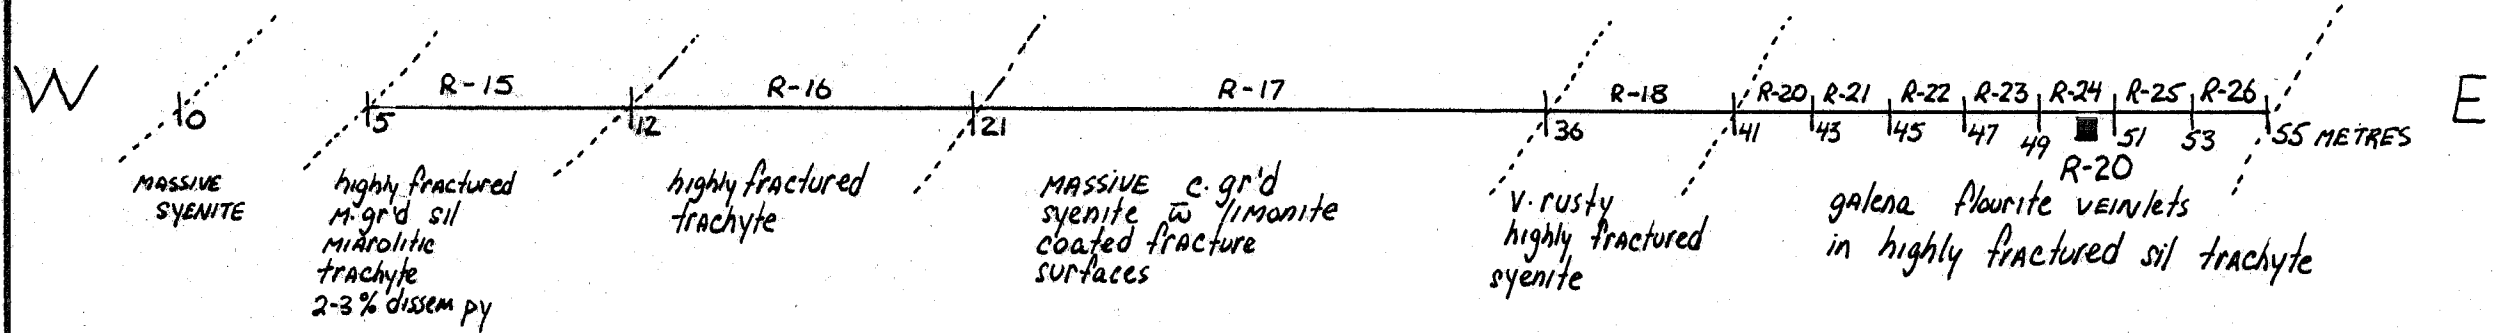 W
R-15
R-16
R-17
R-18
R-20
R-21
R-22
R-23
R-24
R-25
R-26
E
0
5
12
21
36
41
43
45
47
49
51
53
55 METRES
R-20
MASSIVE
SYENITE
highly fractured
M.gr'd sil
MIAROLITIC
trachyte
2-3% dissem py
highly fractured
trachyte
MASSIVE c.gr'd
syenite w̄ limonite
coated fracture
surfaces
V. rusty
highly fractured
syenite
galena flourite VEINlets
in highly fractured sil trachyte